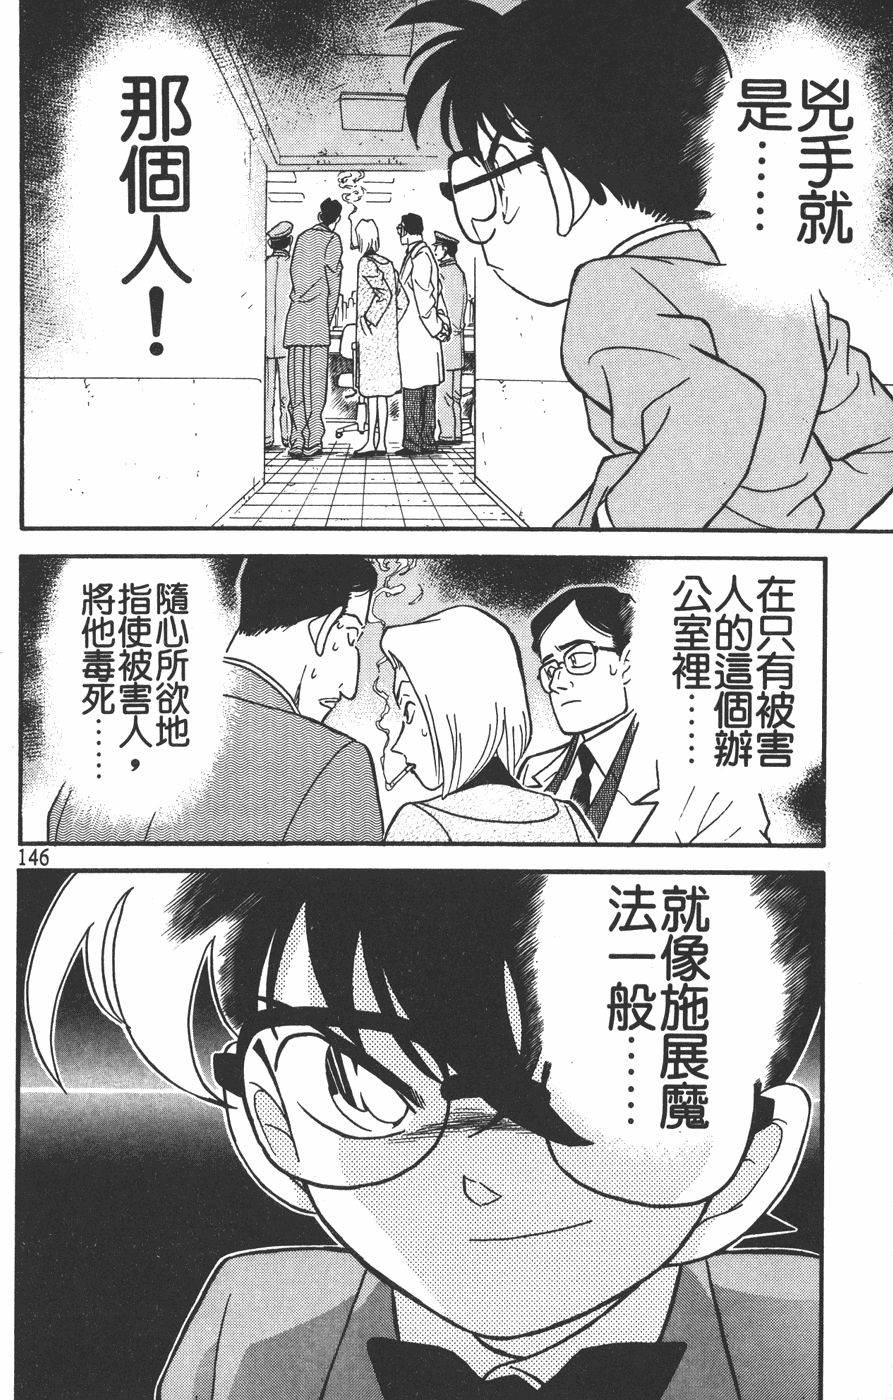 兇手就
是……
那個人！
在只有被害
人的這個辦
公室裡……
隨心所欲地
指使被害人，
將他毒死……
146
就像施展魔
法一般……